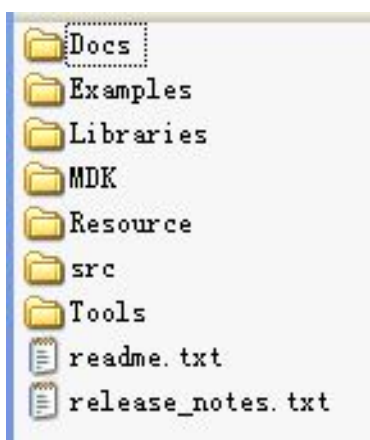 Docs
Examples
Libraries
MDK
Resource
src
Tools
readme.txt
release_notes.txt